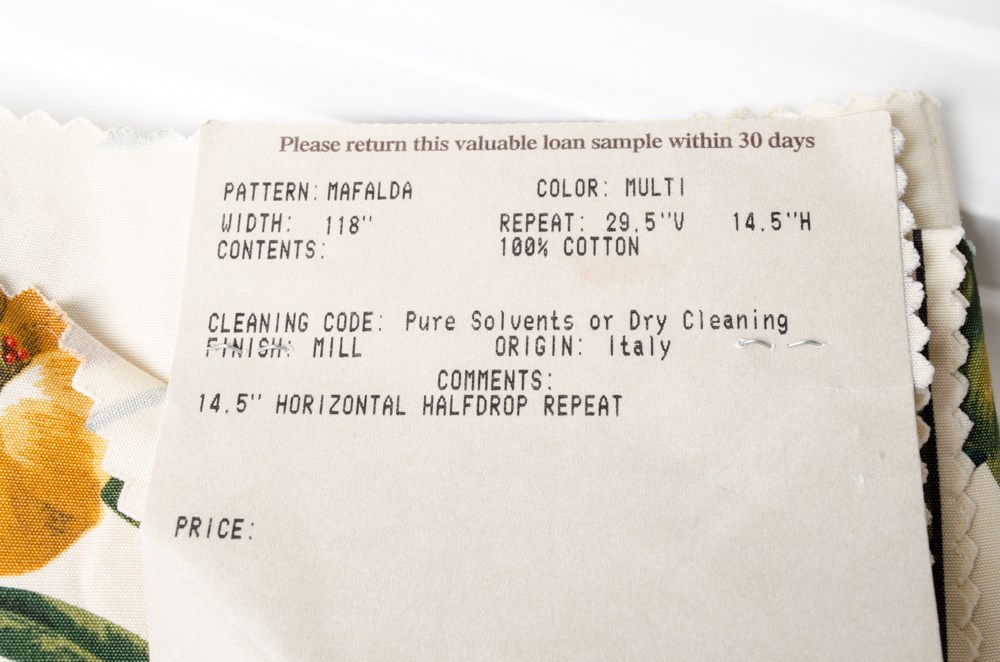 Please return this valuable loan sample within 30 days
PATTERN: MAFALDA COLOR: MULTI
WIDTH: 118" REPEAT: 29.5"V 14.5"H
CONTENTS: 100% COTTON
CLEANING CODE: Pure Solvents or Dry Cleaning
FINISH: MILL ORIGIN: Italy
COMMENTS:
14.5" HORIZONTAL HALFDROP REPEAT
PRICE: